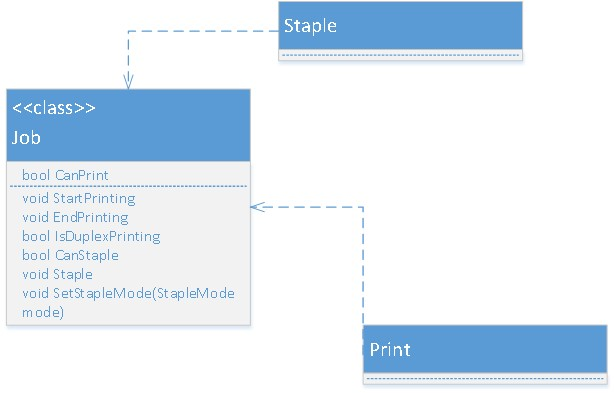 Staple
<<class>>
Job
bool CanPrint
void StartPrinting
void EndPrinting
bool IsDuplexPrinting
bool CanStaple
void Staple
void SetStapleMode(StapleMode
mode)
Print